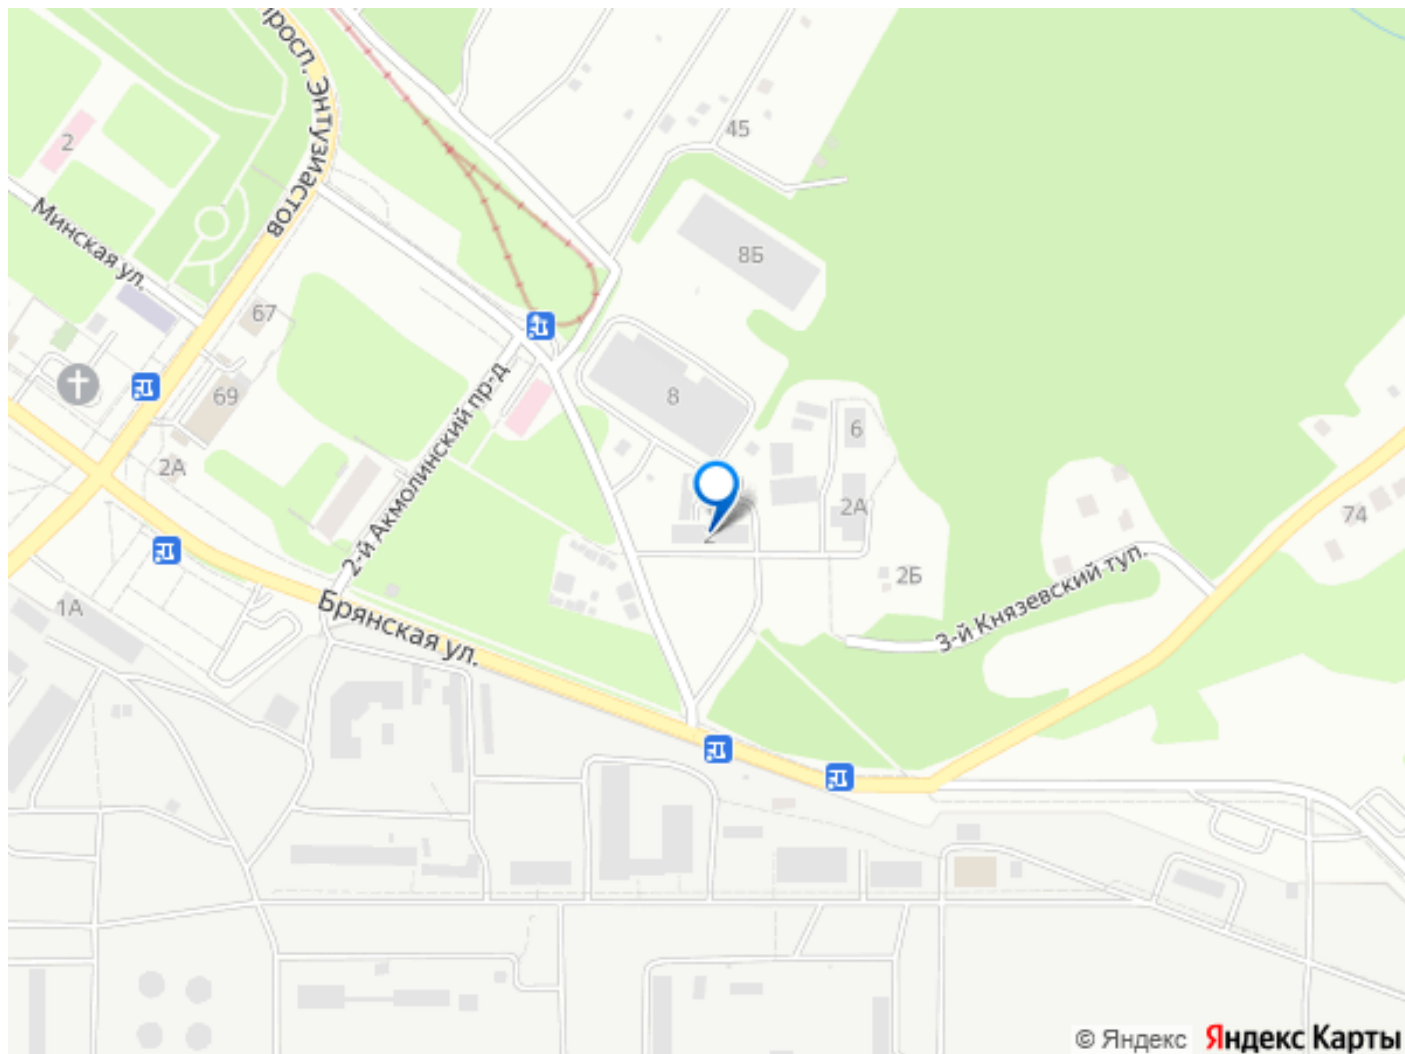 просп. Энтузиастов
45
2
Минская ул.
8Б
67
8
69
2-й Акмолинский пр-д
6
2А
2А
74
2
2Б
1А
Брянская ул.
3-й Князевский туп.
© Яндекс Яндекс Карты